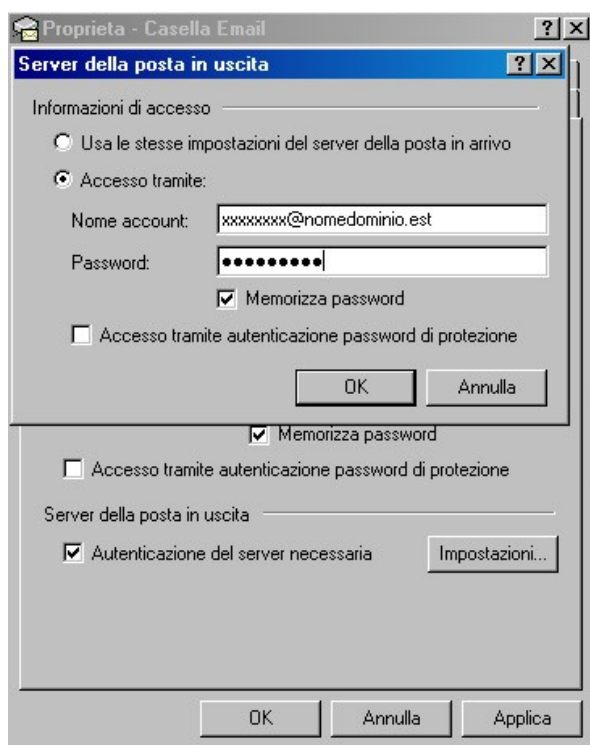 Proprieta - Casella Email
Server della posta in uscita
Informazioni di accesso
Usa le stesse impostazioni del server della posta in arrivo
Accesso tramite:
Nome account: xxxxxxxx@nomedominio.est
Password: ●●●●●●●●●
Memorizza password
Accesso tramite autenticazione password di protezione
OK Annulla
Memorizza password
Accesso tramite autenticazione password di protezione
Server della posta in uscita
Autenticazione del server necessaria Impostazioni...
OK Annulla Applica